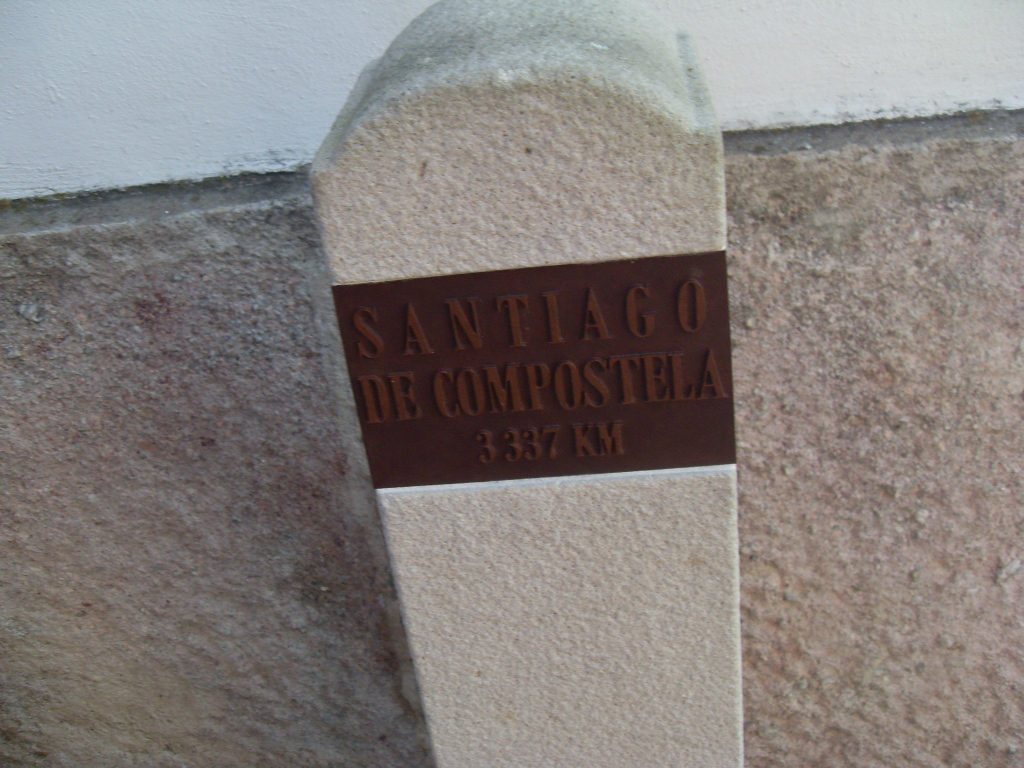 SANTIAGO
DE COMPOSTELA
3 337 KM